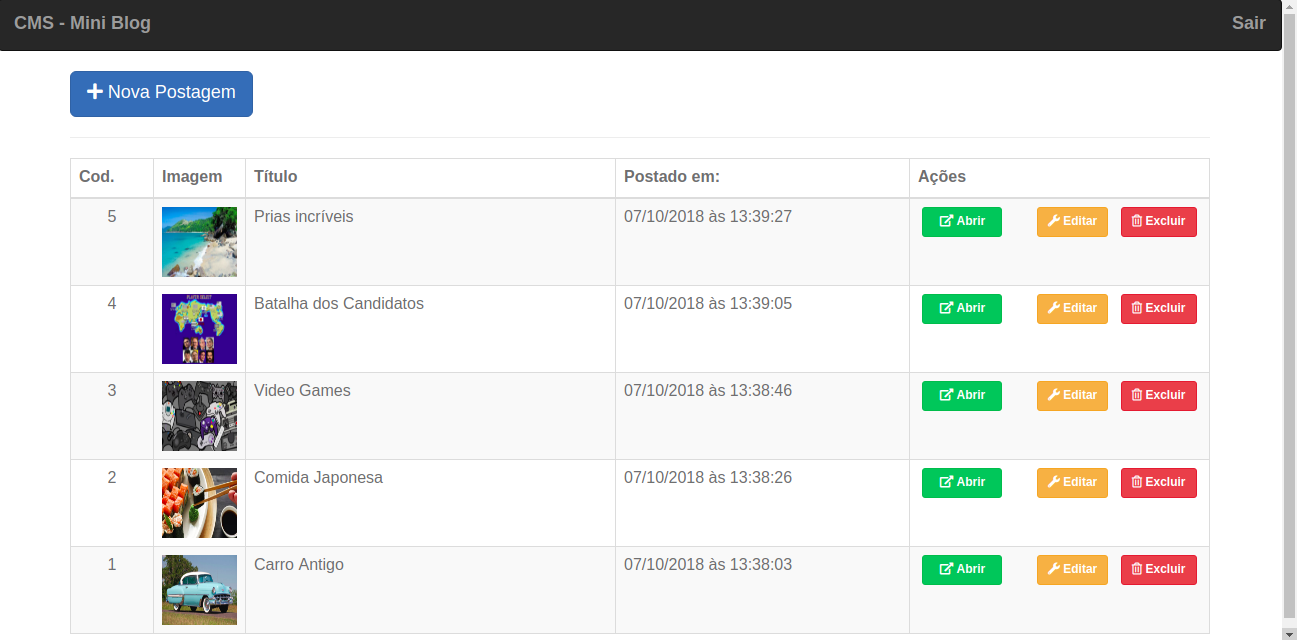 CMS - Mini Blog Sair
Nova Postagem
Cod. Imagem Título Postado em: Ações
5 Prias incríveis 07/10/2018 às 13:39:27 Abrir Editar Excluir
PLAYER SELECT
4 Batalha dos Candidatos 07/10/2018 às 13:39:05 Abrir Editar Excluir
3 Video Games 07/10/2018 às 13:38:46 Abrir Editar Excluir
2 Comida Japonesa 07/10/2018 às 13:38:26 Abrir Editar Excluir
1 Carro Antigo 07/10/2018 às 13:38:03 Abrir Editar Excluir